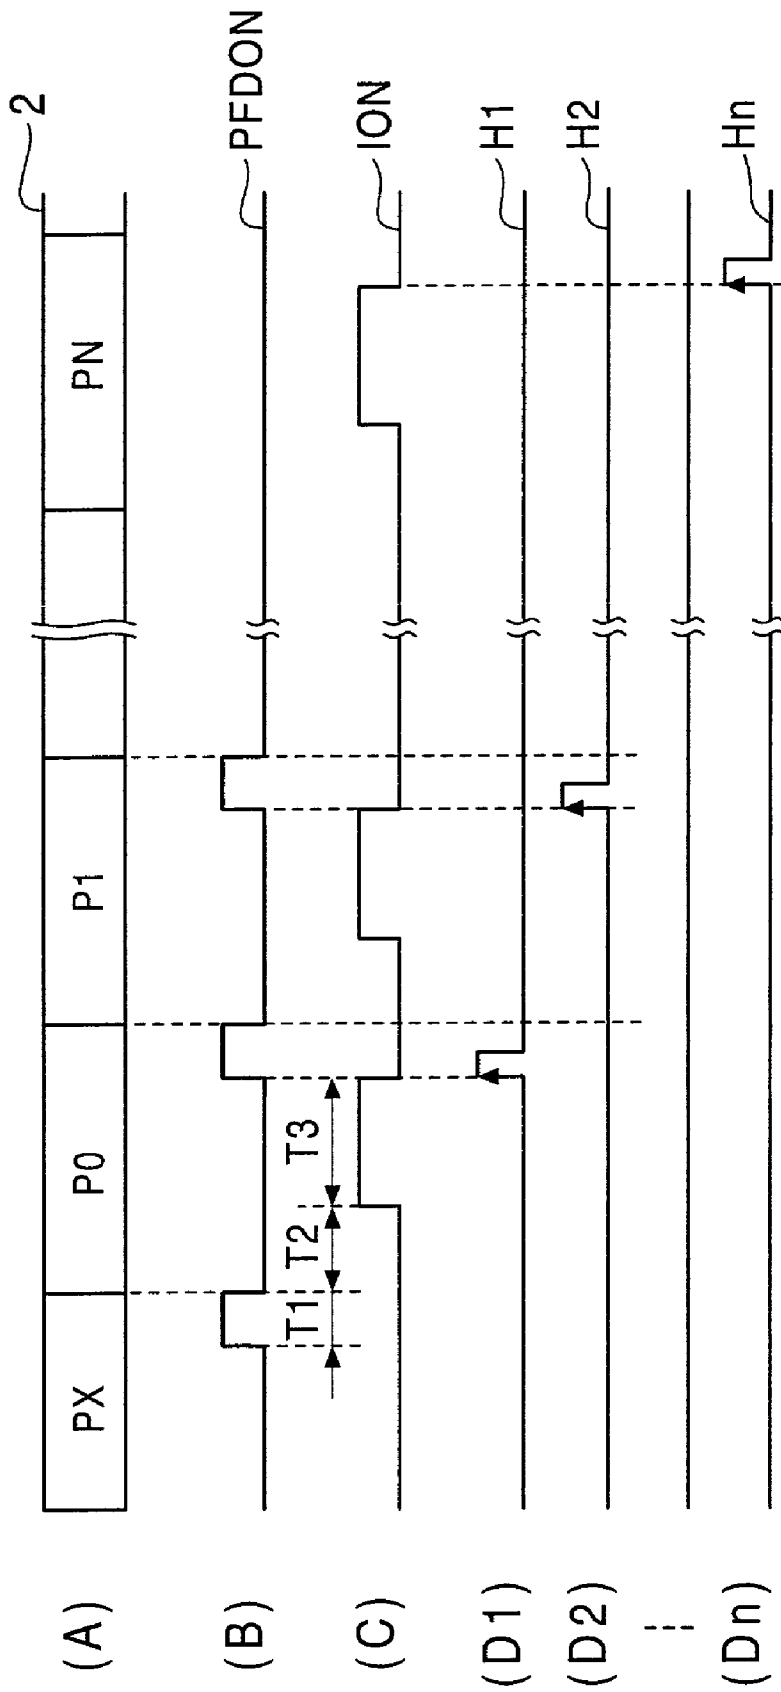 (A) PX P0 P1 PN 2
(B) PFDON
T1 T2 T3
(C) ION
(D1) H1
(D2) H2
(Dn) Hn